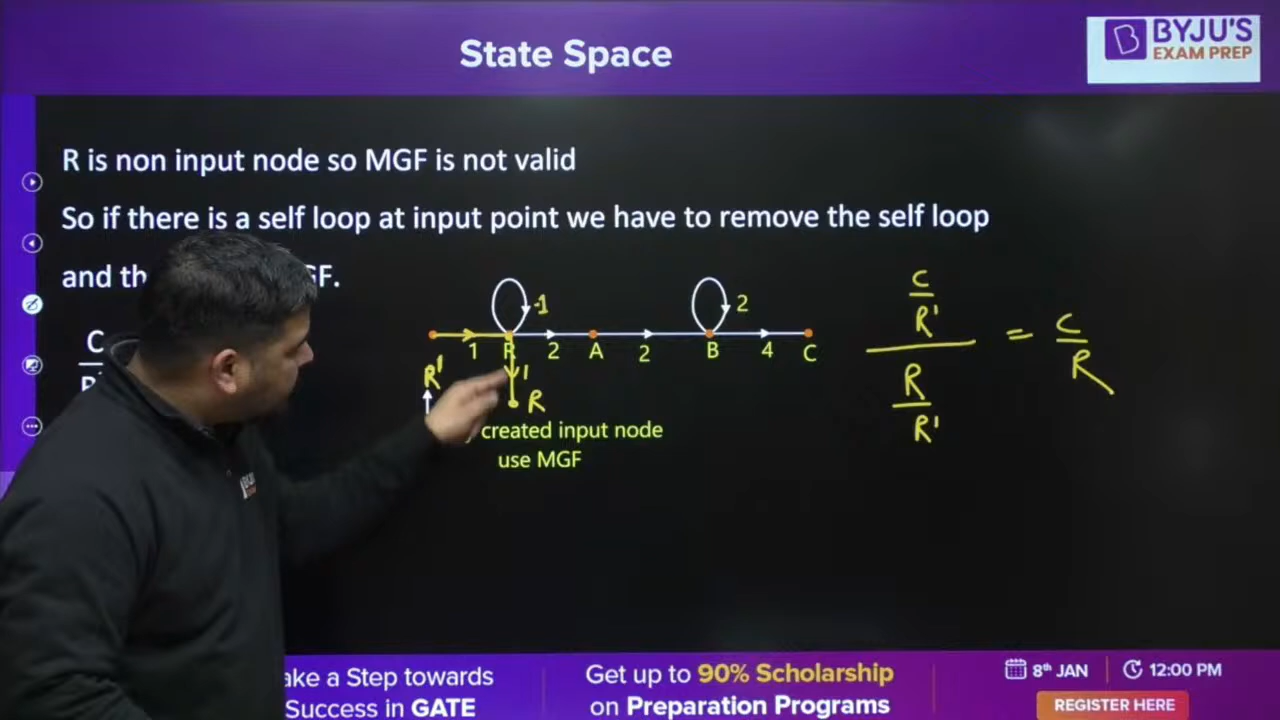 State Space
BYJU'S
EXAM PREP
R is non input node so MGF is not valid
So if there is a self loop at input point we have to remove the self loop
and th GF.
-1 2
1 R 2 A 2 B 4 C
R' 1 R
created input node
use MGF
C
C/R' / R/R' = C/R
ake a Step towards
Success in GATE
Get up to 90% Scholarship
on Preparation Programs
8th JAN 12:00 PM
REGISTER HERE